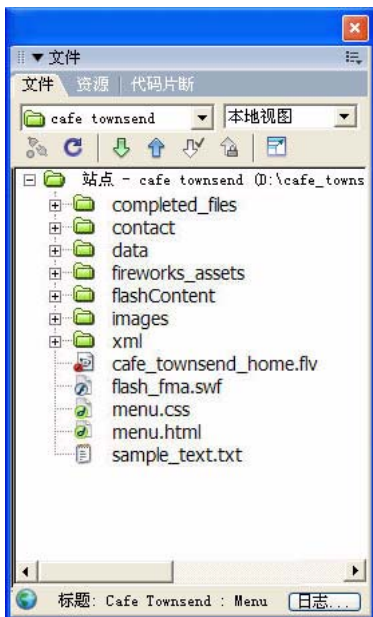 文件
文件 资源 代码片断
cafe townsend 本地视图
站点 - cafe townsend (D:\cafe_towns
completed_files
contact
data
fireworks_assets
flashContent
images
xml
cafe_townsend_home.flv
flash_fma.swf
menu.css
menu.html
sample_text.txt
标题: Cafe Townsend : Menu 日志...